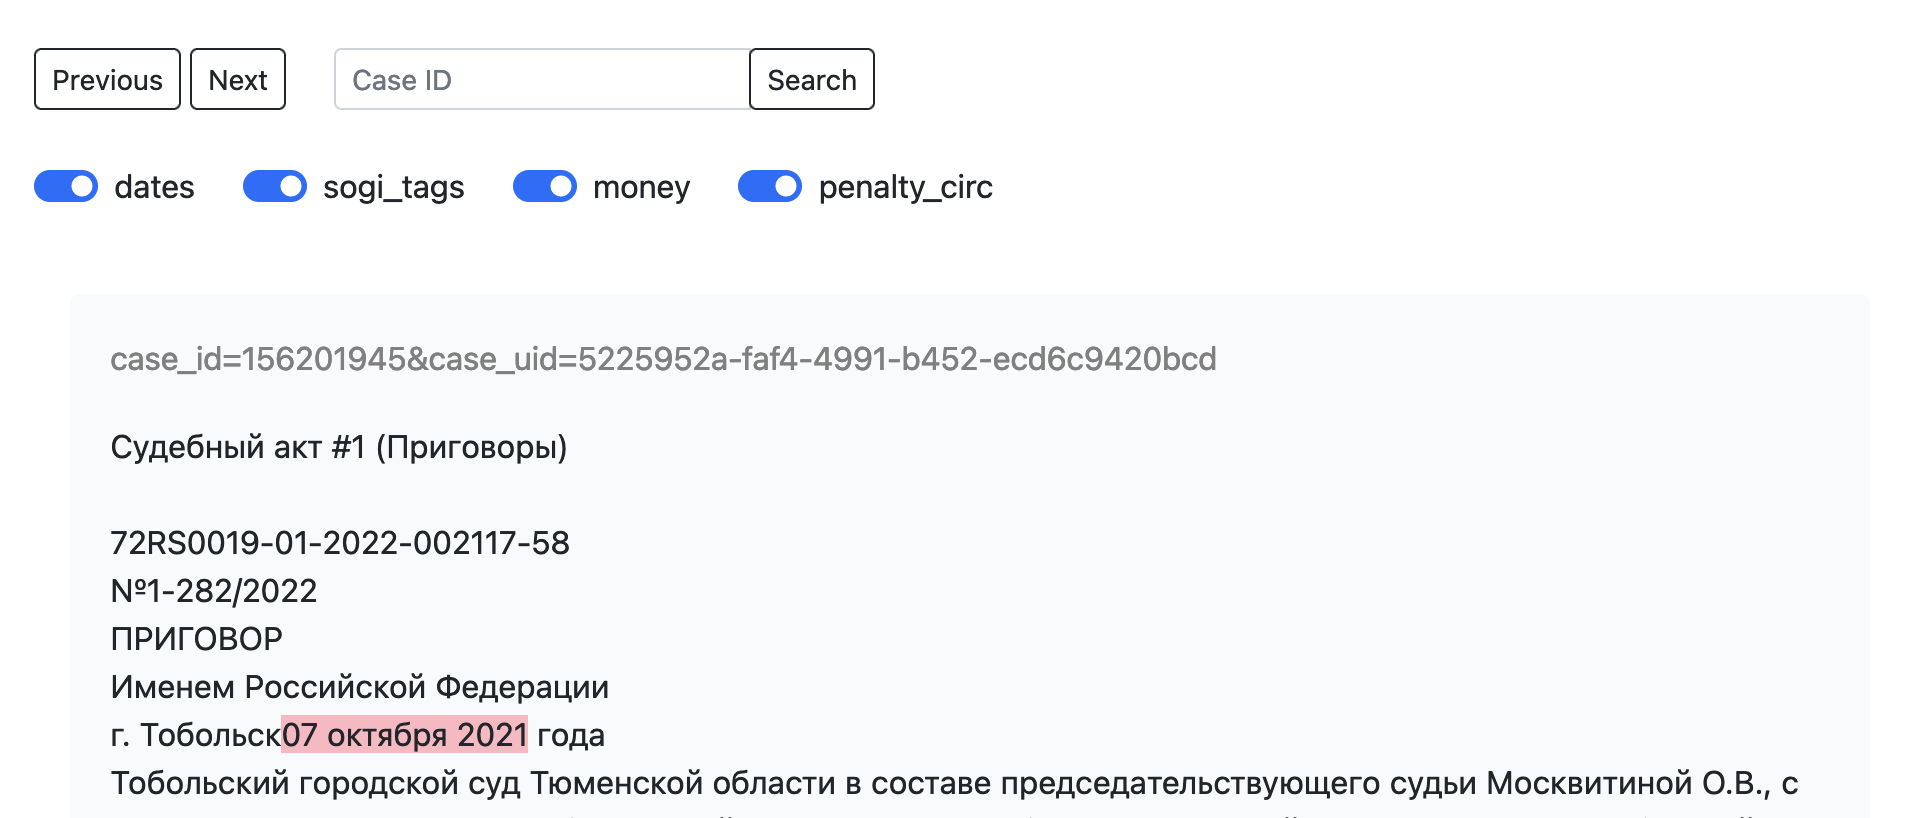 Previous Next Case ID Search
dates sogi_tags money penalty_circ
case_id=156201945&case_uid=5225952a-faf4-4991-b452-ecd6c9420bcd
Судебный акт #1 (Приговоры)
72RS0019-01-2022-002117-58
№1-282/2022
ПРИГОВОР
Именем Российской Федерации
г. Тобольск07 октября 2021 года
Тобольский городской суд Тюменской области в составе председательствующего судьи Москвитиной О.В., с